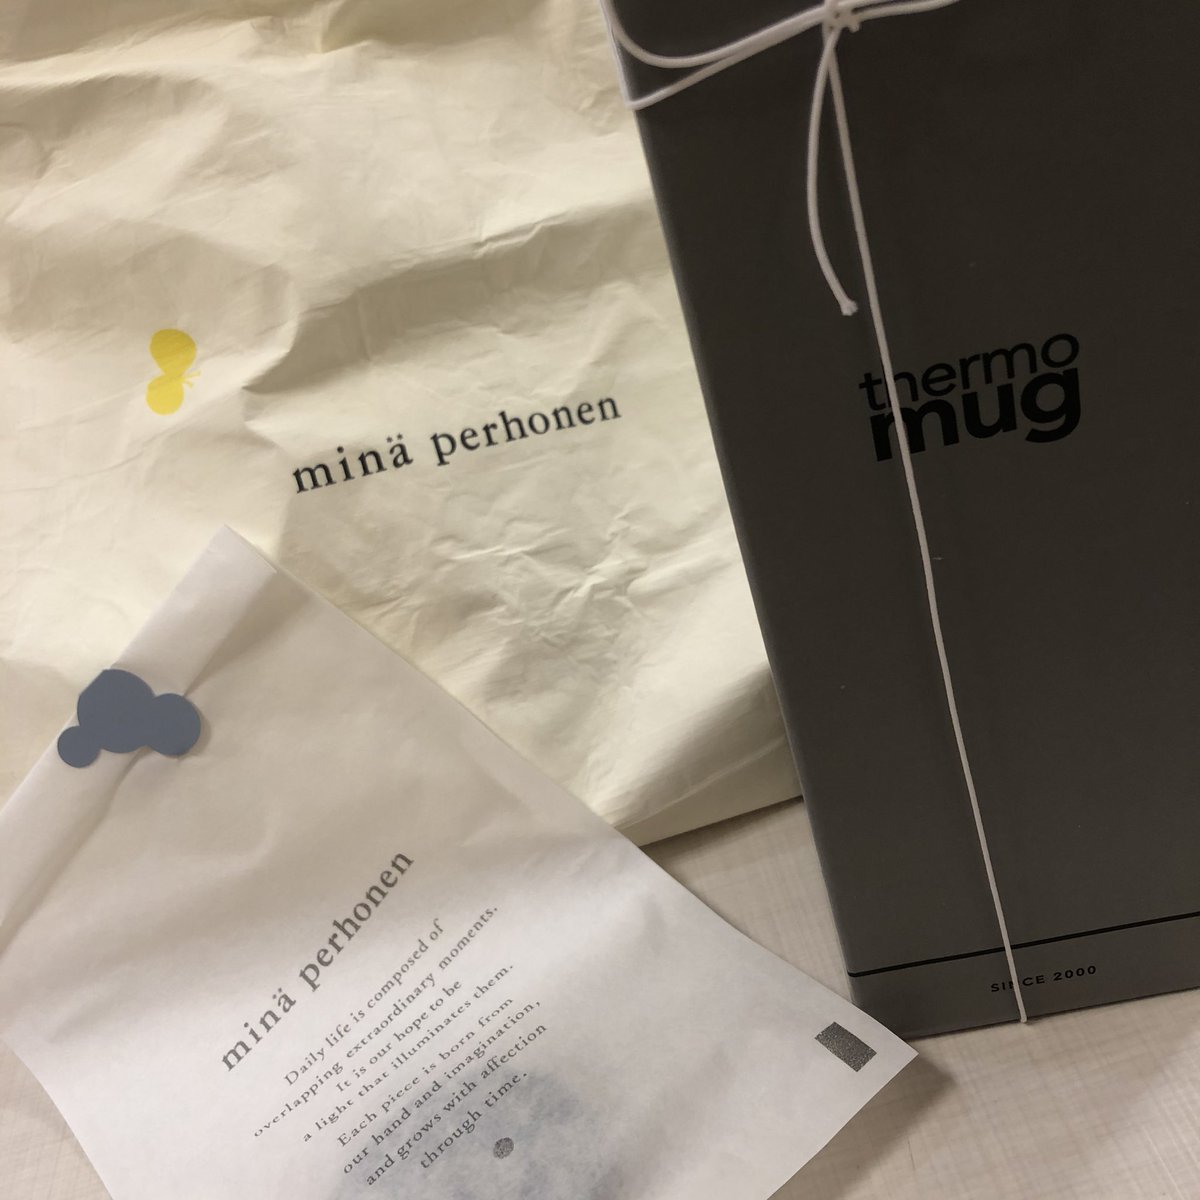 minä perhonen
thermo
mug
SINCE 2000
minä perhonen
Daily life is composed of
overlapping extraordinary moments.
It is our hope to be
a light that illuminates them.
Each piece is born from
our hand and imagination,
and grows with affection
through time.